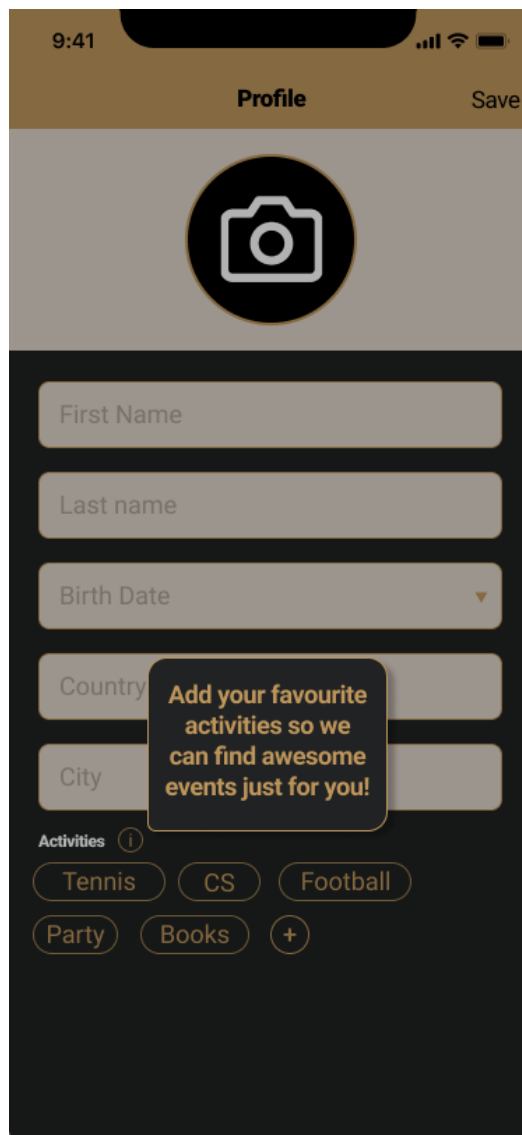 9:41
Profile Save
First Name
Last name
Birth Date
Country
Add your favourite
activities so we
can find awesome
events just for you!
City
Activities i
Tennis CS Football
Party Books +